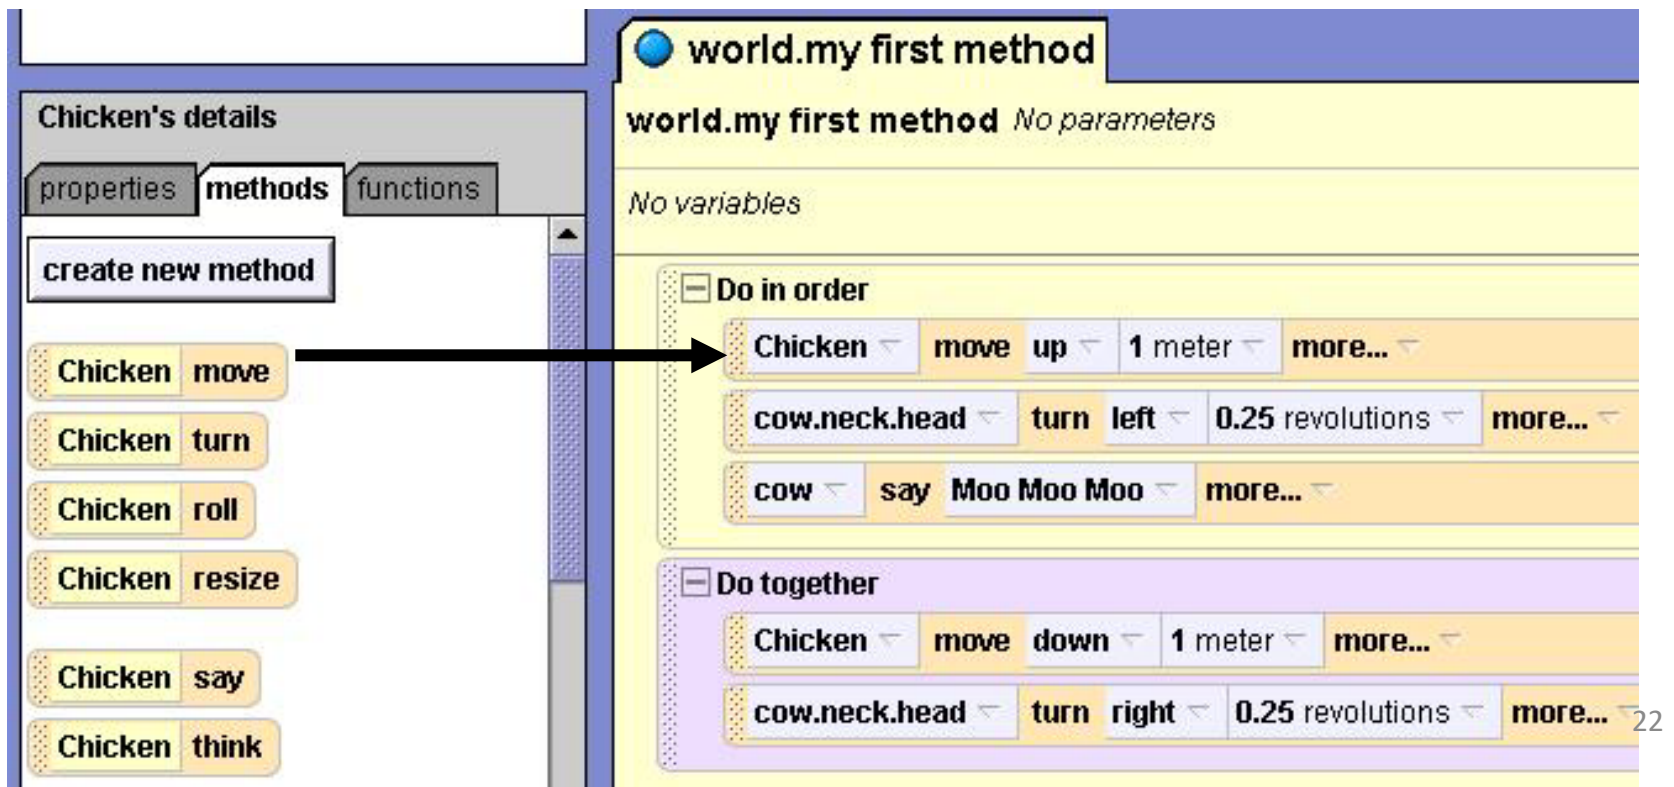 Chicken's details
properties methods functions
create new method
Chicken move
Chicken turn
Chicken roll
Chicken resize
Chicken say
Chicken think
world.my first method
world.my first method No parameters
No variables
Do in order
Chicken move up 1 meter more...
cow.neck.head turn left 0.25 revolutions more...
cow say Moo Moo Moo more...
Do together
Chicken move down 1 meter more...
cow.neck.head turn right 0.25 revolutions more...
22